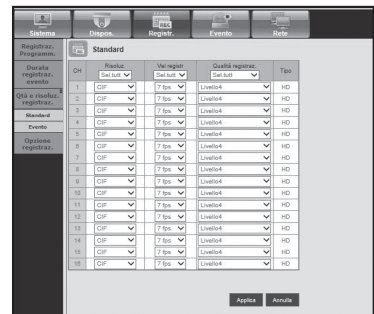 Sistema Dispos. Registr. Evento Rete
Registraz. Programm.
Durata registraz. evento
Qtà e risoluz. registraz.
Standard
Evento
Opzione registraz.
Standard
CH Risoluz. Vel registr Qualità registraz. Tipo
Sel.tutt Sel.tutt Sel.tutt
1 CIF 7 fps Livello4 HD
2 CIF 7 fps Livello4 HD
3 CIF 7 fps Livello4 HD
4 CIF 7 fps Livello4 HD
5 CIF 7 fps Livello4 HD
6 CIF 7 fps Livello4 HD
7 CIF 7 fps Livello4 HD
8 CIF 7 fps Livello4 HD
9 CIF 7 fps Livello4 HD
10 CIF 7 fps Livello4 HD
11 CIF 7 fps Livello4 HD
12 CIF 7 fps Livello4 HD
13 CIF 7 fps Livello4 HD
14 CIF 7 fps Livello4 HD
15 CIF 7 fps Livello4 HD
16 CIF 7 fps Livello4 HD
Applica Annulla